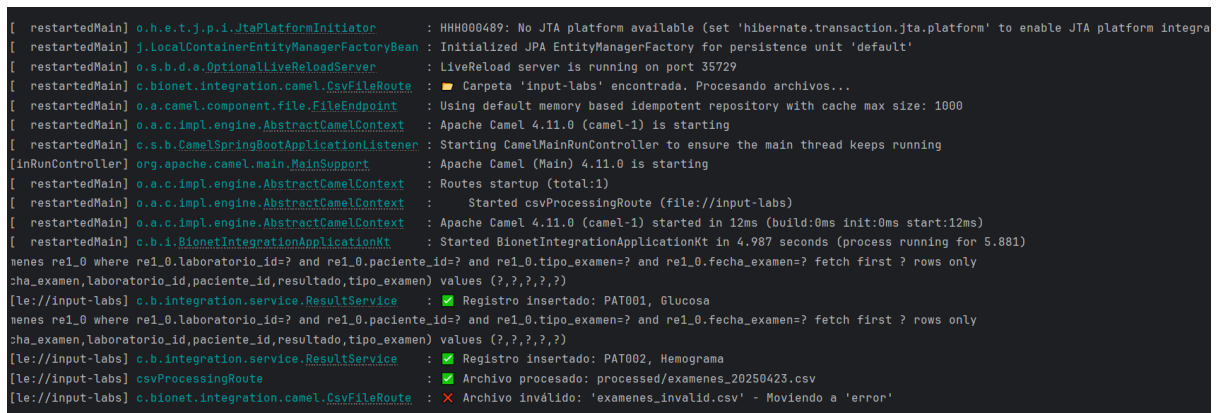 [  restartedMain] o.h.e.t.j.p.i.JtaPlatformInitiator       : HHH000489: No JTA platform available (set 'hibernate.transaction.jta.platform' to enable JTA platform integra
[  restartedMain] j.LocalContainerEntityManagerFactoryBean : Initialized JPA EntityManagerFactory for persistence unit 'default'
[  restartedMain] o.s.b.d.a.OptionalLiveReloadServer       : LiveReload server is running on port 35729
[  restartedMain] c.bionet.integration.camel.CsvFileRoute  : 📂 Carpeta 'input-labs' encontrada. Procesando archivos...
[  restartedMain] o.a.camel.component.file.FileEndpoint    : Using default memory based idempotent repository with cache max size: 1000
[  restartedMain] o.a.c.impl.engine.AbstractCamelContext   : Apache Camel 4.11.0 (camel-1) is starting
[  restartedMain] c.s.b.CamelSpringBootApplicationListener : Starting CamelMainRunController to ensure the main thread keeps running
[inRunController] org.apache.camel.main.MainSupport        : Apache Camel (Main) 4.11.0 is starting
[  restartedMain] o.a.c.impl.engine.AbstractCamelContext   : Routes startup (total:1)
[  restartedMain] o.a.c.impl.engine.AbstractCamelContext   :     Started csvProcessingRoute (file://input-labs)
[  restartedMain] o.a.c.impl.engine.AbstractCamelContext   : Apache Camel 4.11.0 (camel-1) started in 12ms (build:0ms init:0ms start:12ms)
[  restartedMain] c.b.i.BionetIntegrationApplicationKt     : Started BionetIntegrationApplicationKt in 4.987 seconds (process running for 5.881)
menes re1_0 where re1_0.laboratorio_id=? and re1_0.paciente_id=? and re1_0.tipo_examen=? and re1_0.fecha_examen=? fetch first ? rows only
cha_examen,laboratorio_id,paciente_id,resultado,tipo_examen) values (?,?,?,?,?)
[le://input-labs] c.b.integration.service.ResultService    : ✅ Registro insertado: PAT001, Glucosa
menes re1_0 where re1_0.laboratorio_id=? and re1_0.paciente_id=? and re1_0.tipo_examen=? and re1_0.fecha_examen=? fetch first ? rows only
cha_examen,laboratorio_id,paciente_id,resultado,tipo_examen) values (?,?,?,?,?)
[le://input-labs] c.b.integration.service.ResultService    : ✅ Registro insertado: PAT002, Hemograma
[le://input-labs] csvProcessingRoute                       : ✅ Archivo procesado: processed/examenes_20250423.csv
[le://input-labs] c.bionet.integration.camel.CsvFileRoute  : ❌ Archivo inválido: 'examenes_invalid.csv' - Moviendo a 'error'